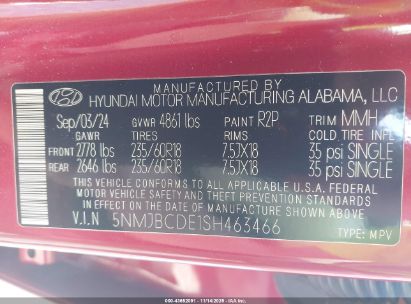 MANUFACTURED BY
HYUNDAI MOTOR MANUFACTURING ALABAMA, LLC
Sep/03/24 GVWR 4861 lbs PAINT R2P TRIM MMH
GAWR TIRES RIMS COLD TIRE INFL
FRONT 2778 lbs 235/60R18 7.5JX18 35 psi SINGLE
REAR 2646 lbs 235/60R18 7.5JX18 35 psi SINGLE
THIS VEHICLE CONFORMS TO ALL APPLICABLE U.S.A. FEDERAL
MOTOR VEHICLE SAFETY AND THEFT PREVENTION STANDARDS IN
EFFECT ON THE DATE OF MANUFACTURE SHOWN ABOVE.
V.I.N 5NMJBCDE1SH463466
TYPE: MPV